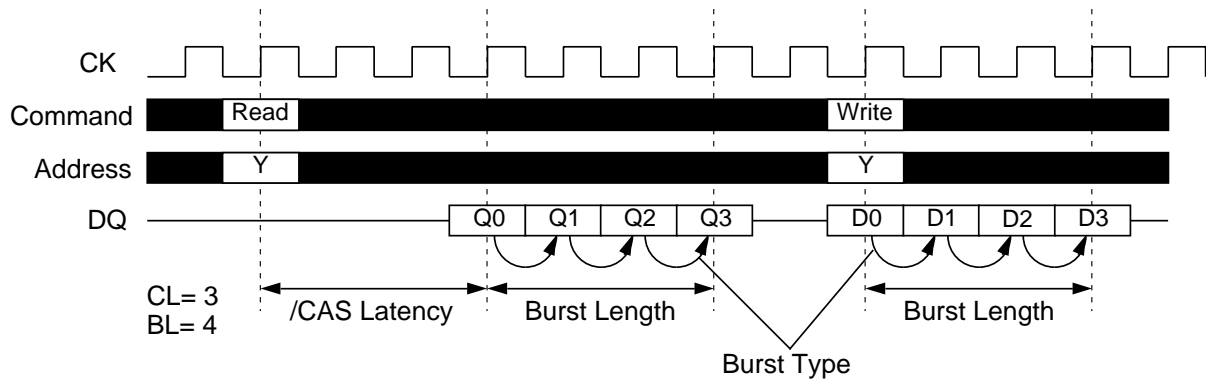 CK
Command Read Write
Address Y Y
DQ Q0 Q1 Q2 Q3 D0 D1 D2 D3
CL= 3 /CAS Latency Burst Length Burst Length
BL= 4
Burst Type